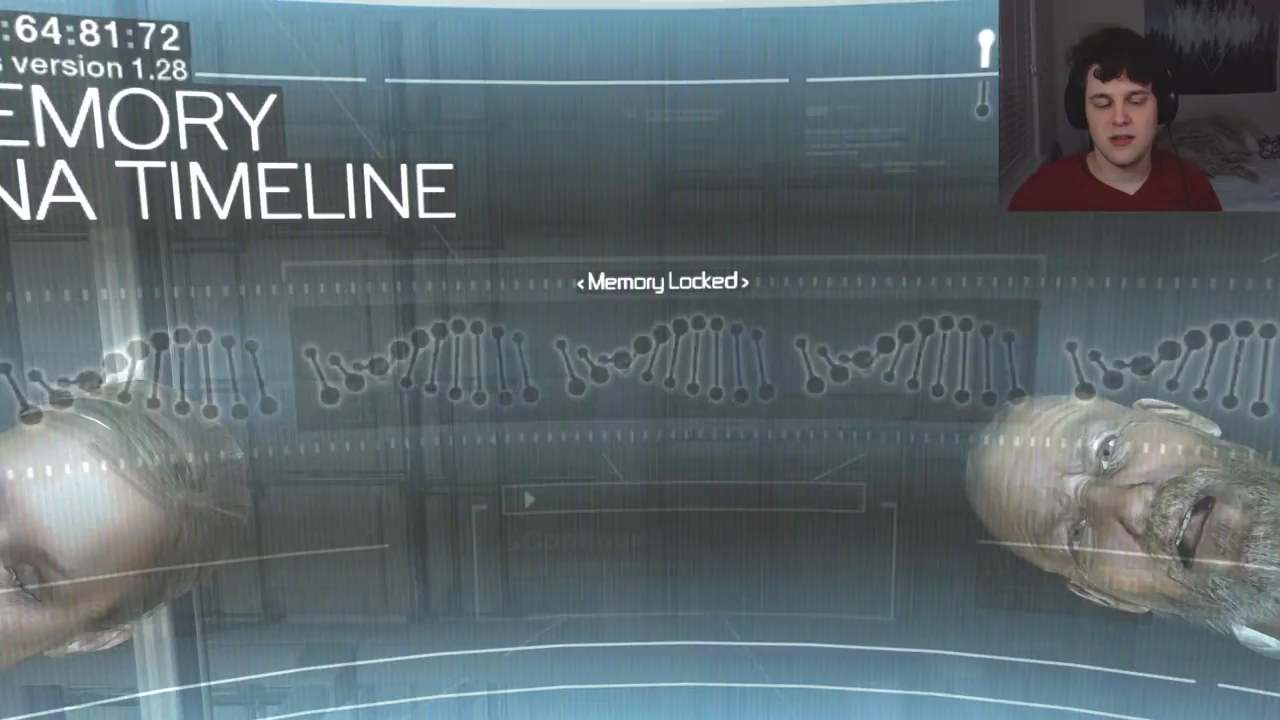 :64:81:72
s version 1.28
EMORY
NA TIMELINE
‹Memory Locked›